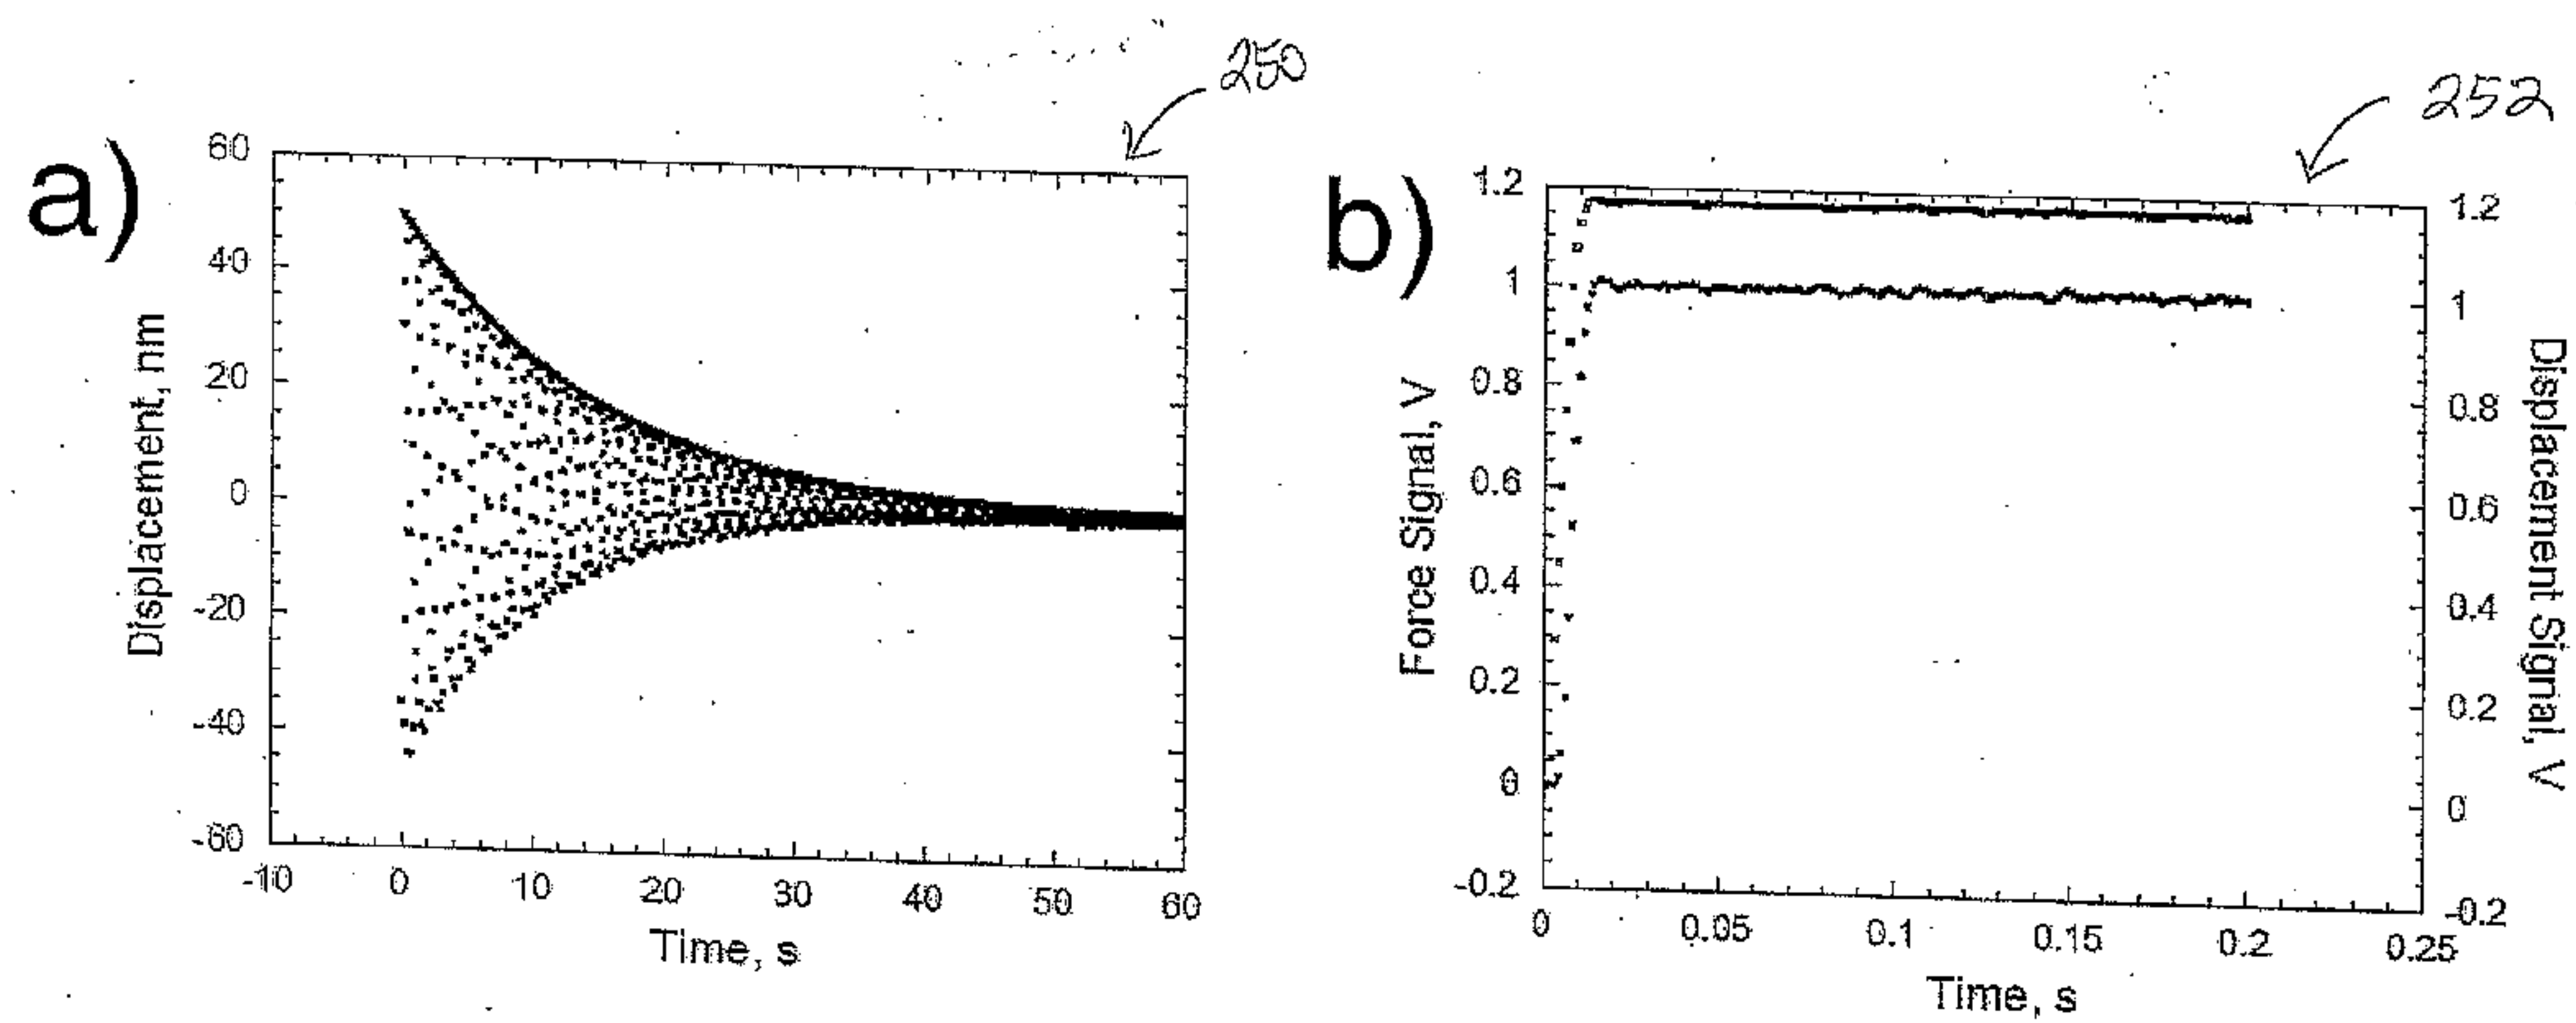 250
a)
60
40
20
0
-20
-40
-60
Displacement, nm
-10 0 10 20 30 40 50 60
Time, s
252
b)
1.2
1
0.8
0.6
0.4
0.2
0
-0.2
Force Signal, V
1.2
1
0.8
0.6
0.4
0.2
0
-0.2
Displacement Signal, V
0 0.05 0.1 0.15 0.2 0.25
Time, s